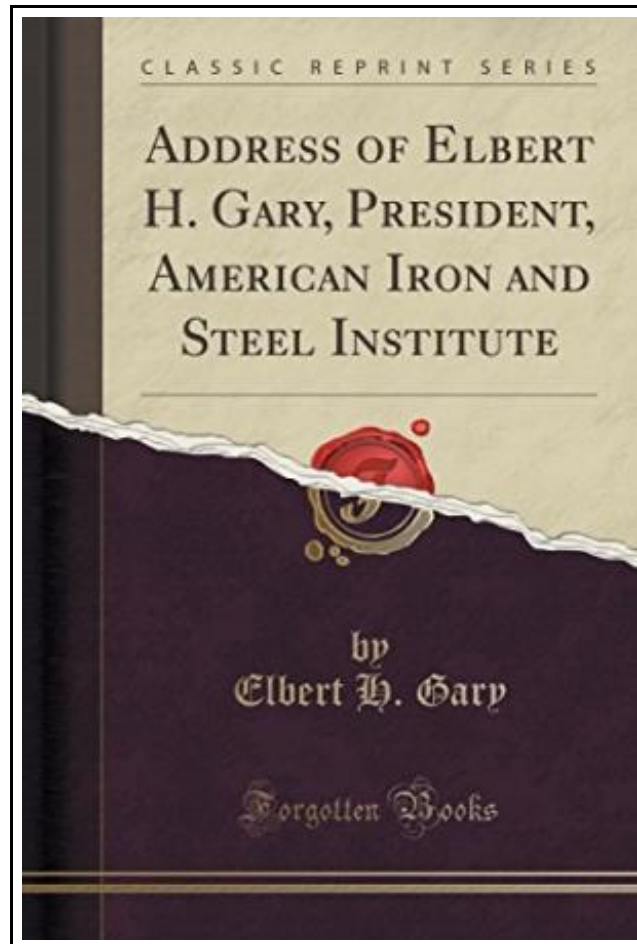 CLASSIC REPRINT SERIES
ADDRESS OF ELBERT
H. GARY, PRESIDENT,
AMERICAN IRON AND
STEEL INSTITUTE
F
by
Elbert H. Gary
Forgotten Books